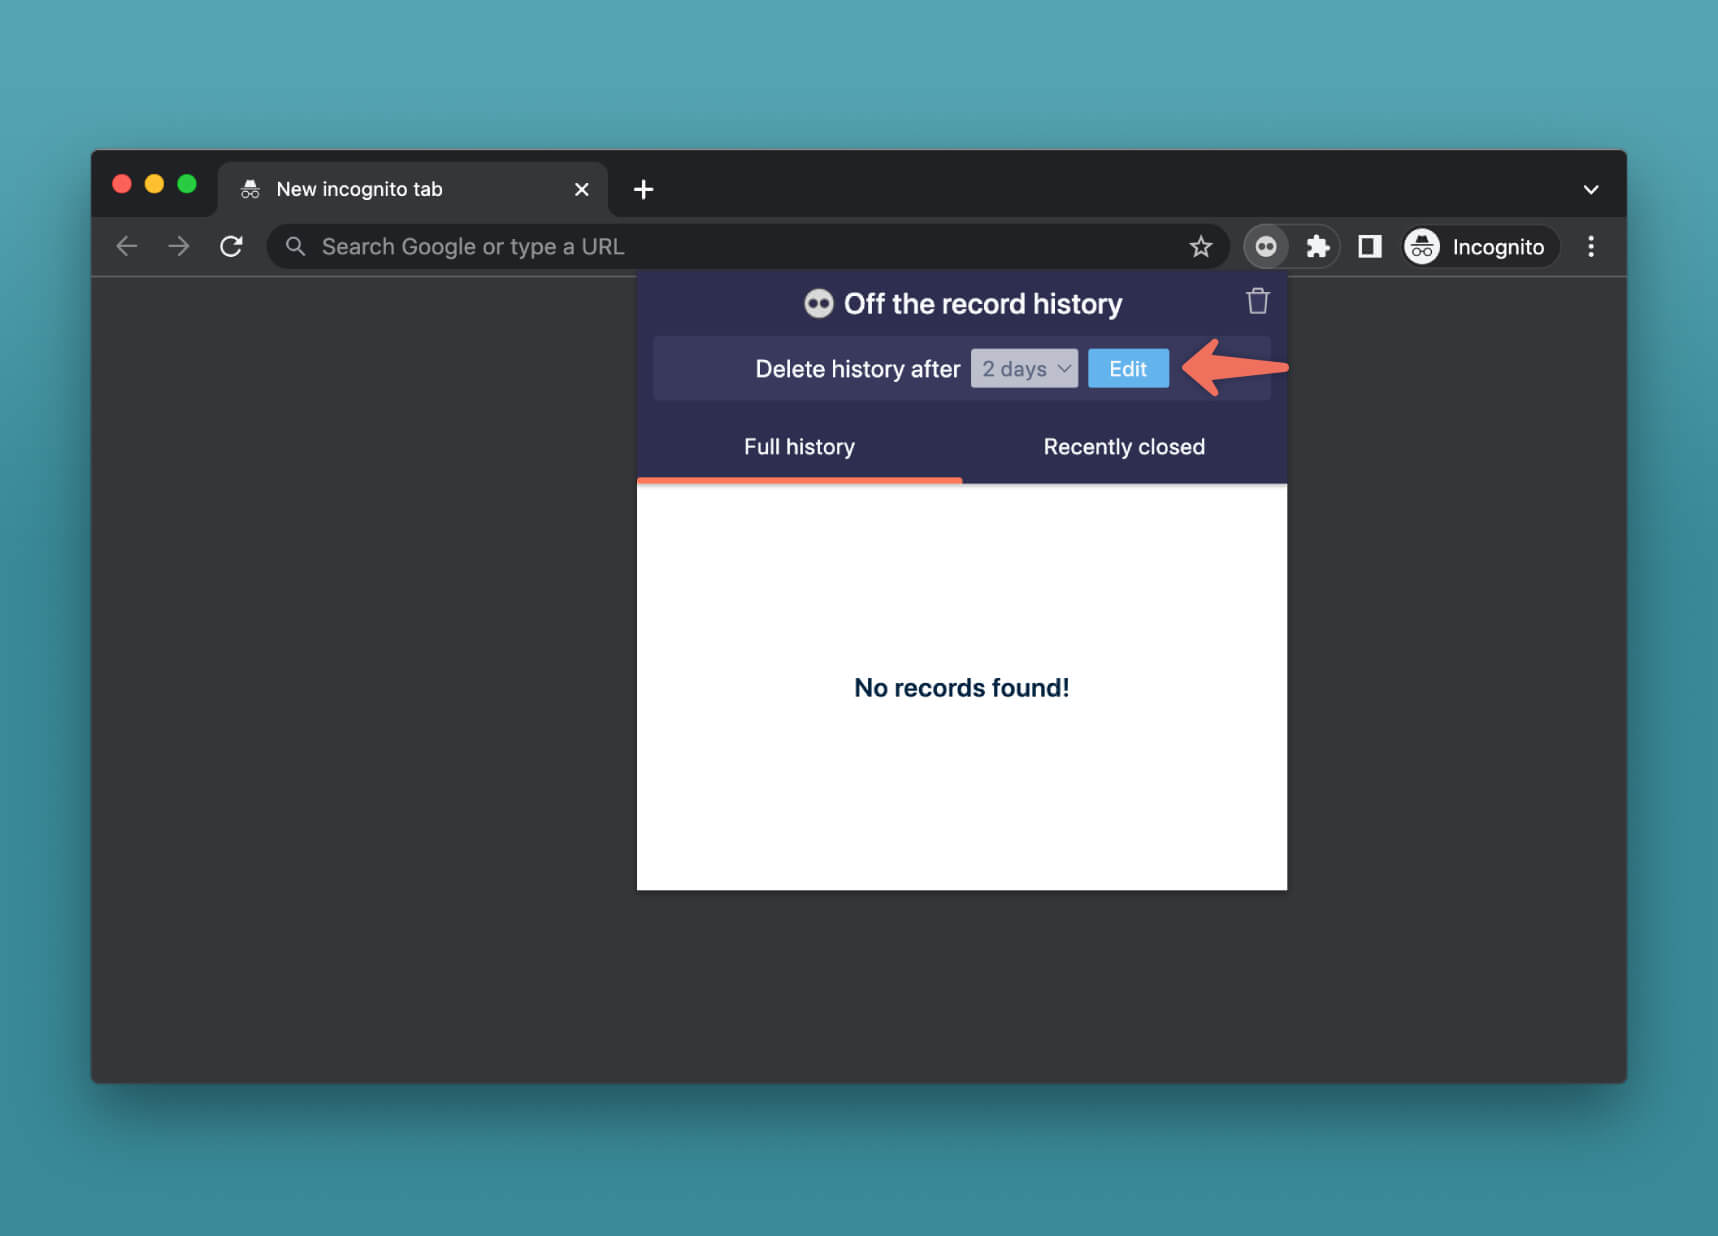 New incognito tab
Search Google or type a URL
Incognito
Off the record history
Delete history after 2 days Edit
Full history Recently closed
No records found!